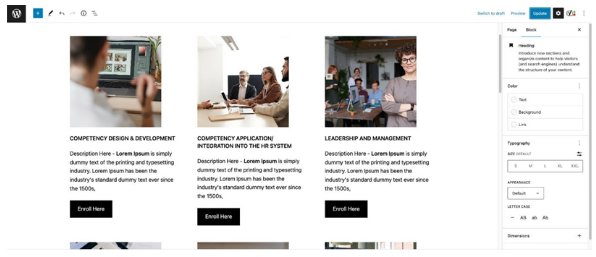 Switch to draft Preview Update
Page Block
Heading
Introduce new sections and
organize content to help visitors
(and search engines) understand
the structure of your content.
Color
Text
Background
Link
Typography
SIZE DEFAULT
S M L XL XXL
APPEARANCE
Default
LETTER CASE
– AB ab Ab
Dimensions
COMPETENCY DESIGN & DEVELOPMENT
Description Here - Lorem Ipsum is simply
dummy text of the printing and typesetting
industry. Lorem Ipsum has been the
industry's standard dummy text ever since
the 1500s,
Enroll Here
COMPETENCY APPLICATION/
INTEGRATION INTO THE HR SYSTEM
Description Here - Lorem Ipsum is simply
dummy text of the printing and typesetting
industry. Lorem Ipsum has been the
industry's standard dummy text ever since
the 1500s,
Enroll Here
LEADERSHIP AND MANAGEMENT
Description Here - Lorem Ipsum is simply
dummy text of the printing and typesetting
industry. Lorem Ipsum has been the
industry's standard dummy text ever since
the 1500s,
Enroll Here